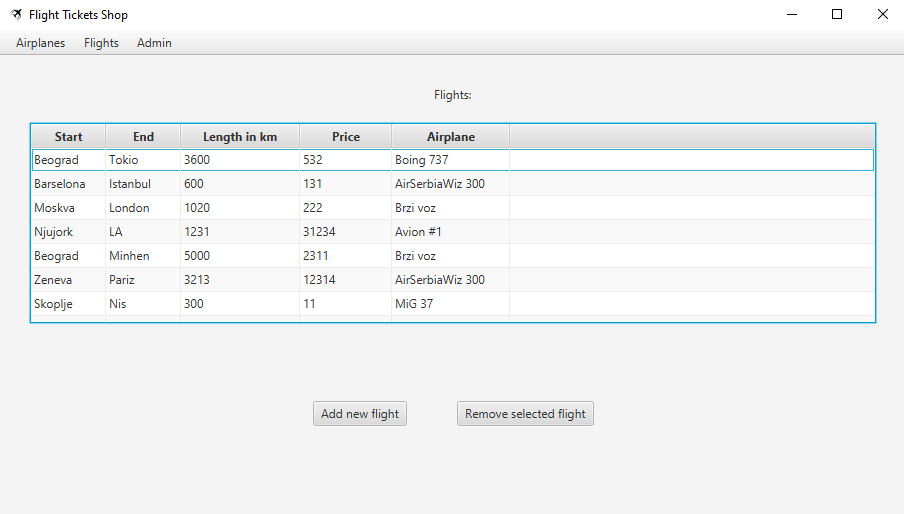 Flight Tickets Shop
Airplanes Flights Admin
Flights:
Start End Length in km Price Airplane
Beograd Tokio 3600 532 Boing 737
Barselona Istanbul 600 131 AirSerbiaWiz 300
Moskva London 1020 222 Brzi voz
Njujork LA 1231 31234 Avion #1
Beograd Minhen 5000 2311 Brzi voz
Zeneva Pariz 3213 12314 AirSerbiaWiz 300
Skoplje Nis 300 11 MiG 37
Add new flight Remove selected flight